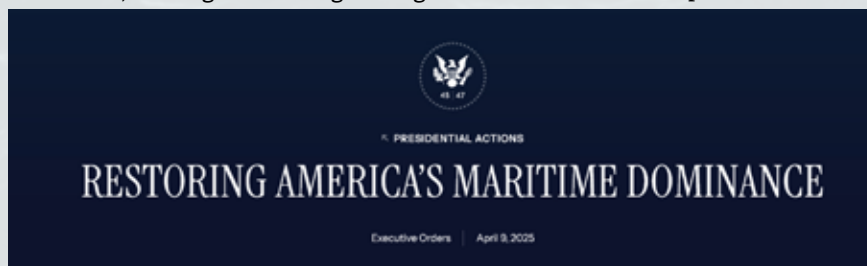 45 47
PRESIDENTIAL ACTIONS
RESTORING AMERICA'S MARITIME DOMINANCE
Executive Orders | April 9, 2025